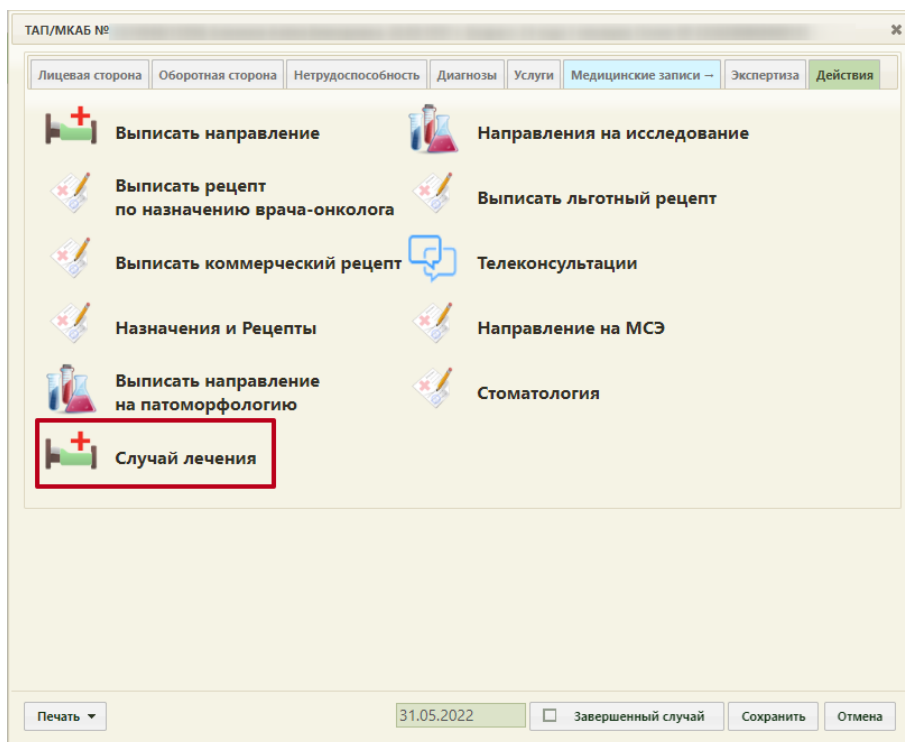 ТАП/МКАБ №
Лицевая сторона Оборотная сторона Нетрудоспособность Диагнозы Услуги Медицинские записи → Экспертиза Действия
Выписать направление Направления на исследование
Выписать рецепт
по назначению врача-онколога
Выписать льготный рецепт
Выписать коммерческий рецепт Телеконсультации
Назначения и Рецепты Направление на МСЭ
Выписать направление
на патоморфологию
Стоматология
Случай лечения
Печать 31.05.2022 Завершенный случай Сохранить Отмена